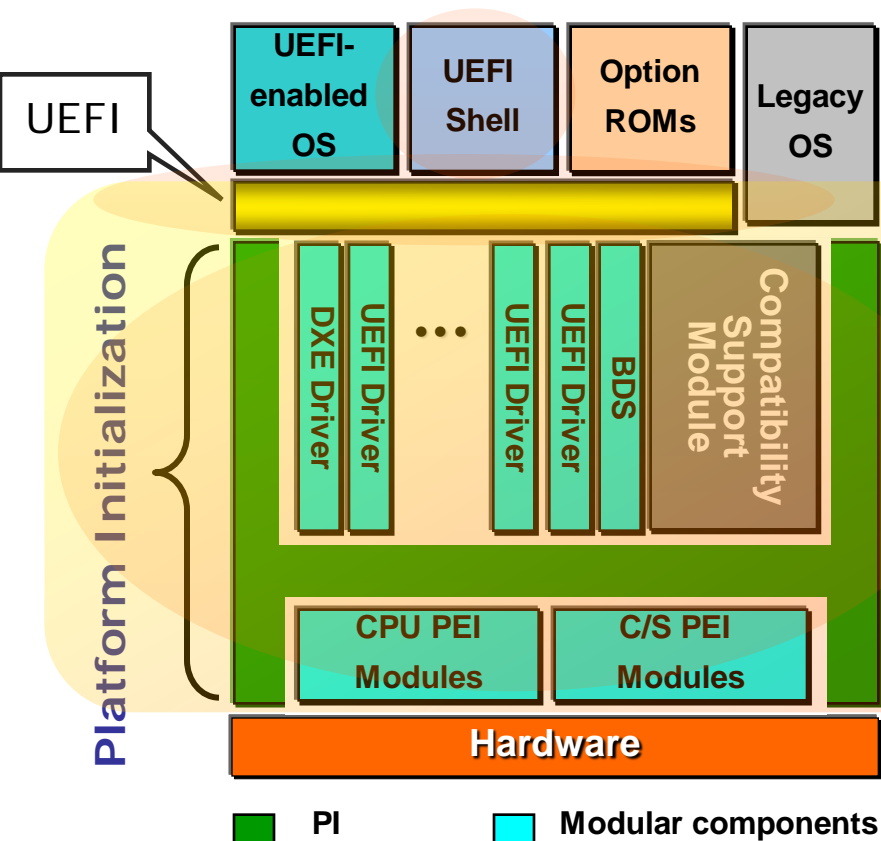 UEFI
UEFI-
enabled
OS
UEFI
Shell
Option
ROMs
Legacy
OS
Platform Initialization
DXE Driver
UEFI Driver
...
UEFI Driver
UEFI Driver
BDS
Compatibility
Support
Module
CPU PEI
Modules
C/S PEI
Modules
Hardware
PI
Modular components